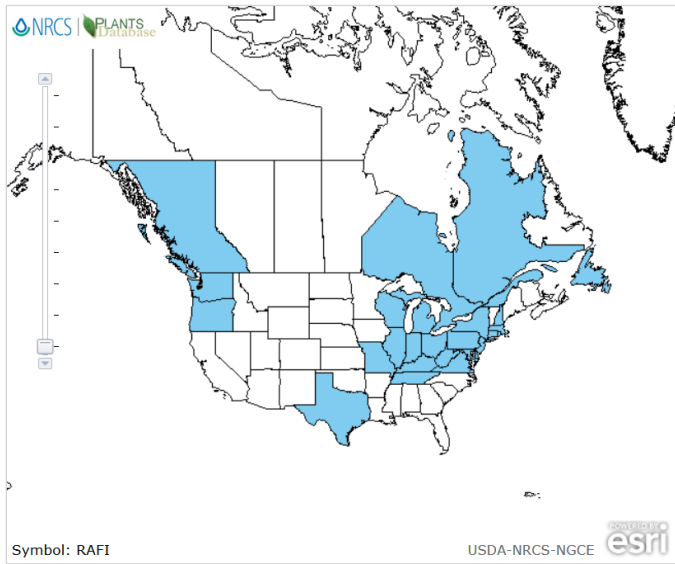 NRCS | PLANTS
Database
Symbol: RAFI
USDA-NRCS-NGCE
POWERED BY
esri